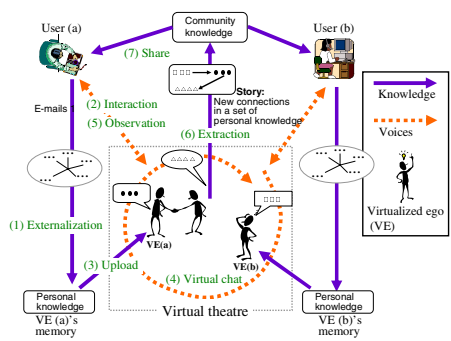 User (a)
Community
knowledge
User (b)
(7) Share
Story:
New connections
in a set of
personal knowledge
E-mails
(2) Interaction
(5) Observation
(6) Extraction
Knowledge
Voices
Virtualized ego
(VE)
(1) Externalization
VE(a)
VE(b)
(3) Upload
(4) Virtual chat
Personal
knowledge
VE (a)'s
memory
Virtual theatre
Personal
knowledge
VE (b)'s
memory